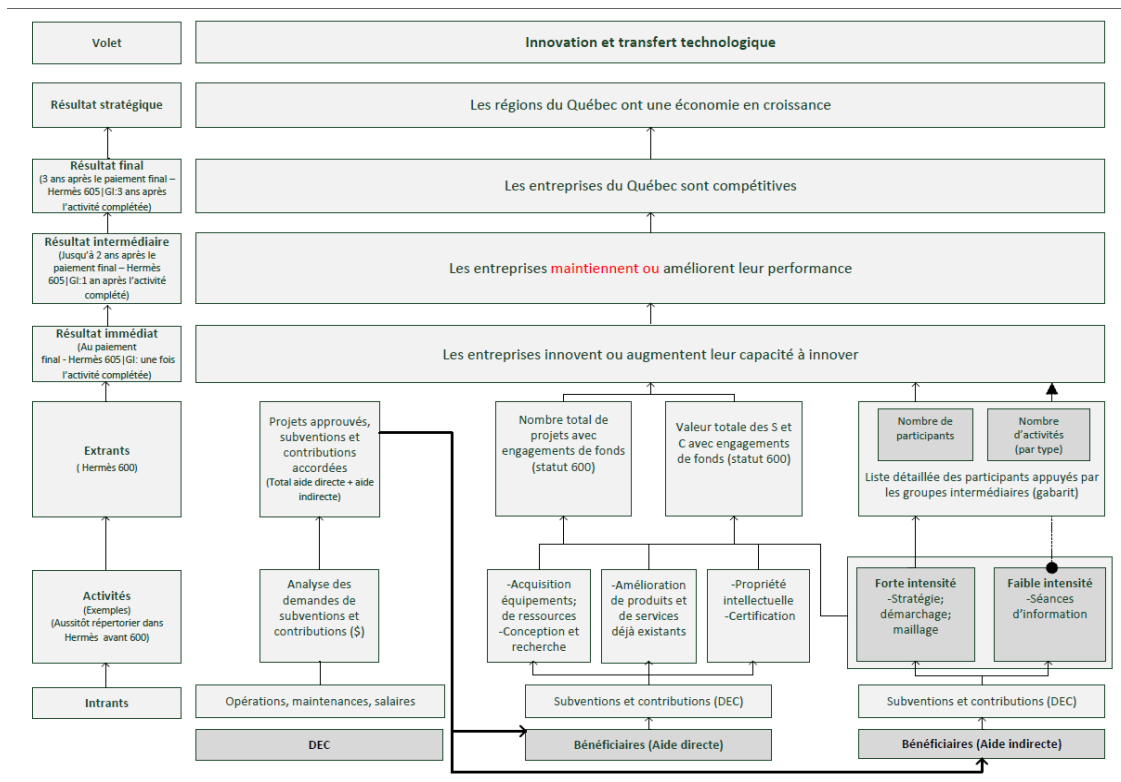 Volet
Innovation et transfert technologique
Résultat stratégique
Les régions du Québec ont une économie en croissance
Résultat final
(3 ans après le paiement final –
Hermès 605|GI:3 ans après
l'activité complétée)
Les entreprises du Québec sont compétitives
Résultat intermédiaire
(Jusqu'à 2 ans après le
paiement final – Hermès
605|GI:1 an après l'activité
complété)
Les entreprises maintiennent ou améliorent leur performance
Résultat immédiat
(Au paiement
final - Hermès 605|GI: une fois
l'activité complétée)
Les entreprises innovent ou augmentent leur capacité à innover
Extrants
( Hermès 600)
Projets approuvés,
subventions et
contributions
accordées
(Total aide directe + aide
indirecte)
Nombre total de
projets avec
engagements de fonds
(statut 600)
Valeur totale des S et
C avec engagements
de fonds (statut 600)
Nombre de
participants
Nombre
d'activités
(par type)
Liste détaillée des participants appuyés par
les groupes intermédiaires (gabarit)
Activités
(Exemples)
(Aussitôt répertorier dans
Hermès avant 600)
Analyse des
demandes de
subventions et
contributions ($)
-Acquisition
équipements;
de ressources
-Conception et
recherche
-Amélioration
de produits et
de services
déjà existants
-Propriété
intellectuelle
-Certification
Forte intensité
-Stratégie;
démarchage;
maillage
Faible intensité
-Séances
d'information
Intrants
Opérations, maintenances, salaires
Subventions et contributions (DEC)
Subventions et contributions (DEC)
DEC
Bénéficiaires (Aide directe)
Bénéficiaires (Aide indirecte)